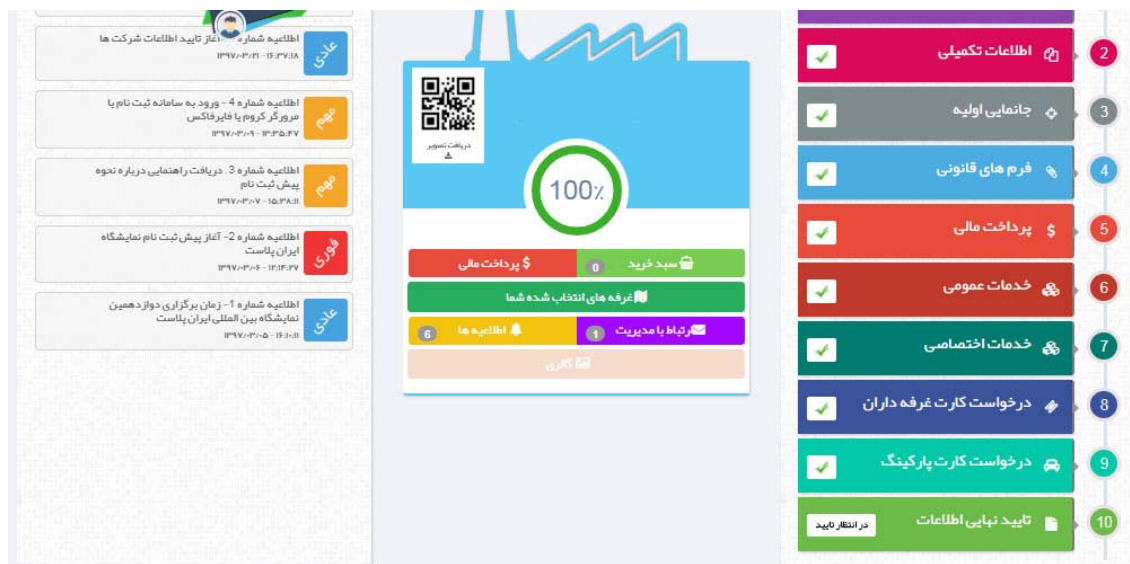 2
اطلاعات تکمیلی
3
جانمایی اولیه
4
فرم های قانونی
5
$ پرداخت مالی
6
خدمات عمومی
7
خدمات اختصاصی
8
درخواست کارت غرفه داران
9
درخواست کارت پارکینگ
10
تایید نهایی اطلاعات
در انتظار تایید
دریافت تصویر
100٪
سبد خرید 0
$ پرداخت مالی
غرفه های انتخاب شده شما
ارتباط با مدیریت 1
اطلاعیه ها 6
گالری
عادی
اطلاعیه شماره آغاز تایید اطلاعات شرکت ها
۱۳۹۷/۰۳/۲۱ - ۱۶:۳۷:۱۸
مهم
اطلاعیه شماره 4 - ورود به سامانه ثبت نام با
مرورگر کروم یا فایرفاکس
۱۳۹۷/۰۳/۰۹ - ۱۳:۳۵:۴۷
مهم
اطلاعیه شماره 3. دریافت راهنمایی درباره نحوه
پیش ثبت نام
۱۳۹۷/۰۳/۰۷ - ۱۵:۳۸:۱۱
فوری
اطلاعیه شماره 2- آغاز پیش ثبت نام نمایشگاه
ایران پلاست
۱۳۹۷/۰۳/۰۶ - ۱۲:۱۴:۲۷
عادی
اطلاعیه شماره 1- زمان برگزاری دوازدهمین
نمایشگاه بین المللی ایران پلاست
۱۳۹۷/۰۳/۰۵ - ۱۶:۱۰:۱۱